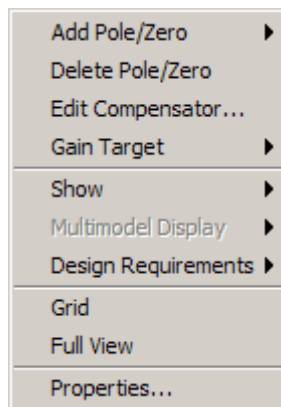 Add Pole/Zero
Delete Pole/Zero
Edit Compensator...
Gain Target
Show
Multimodel Display
Design Requirements
Grid
Full View
Properties...